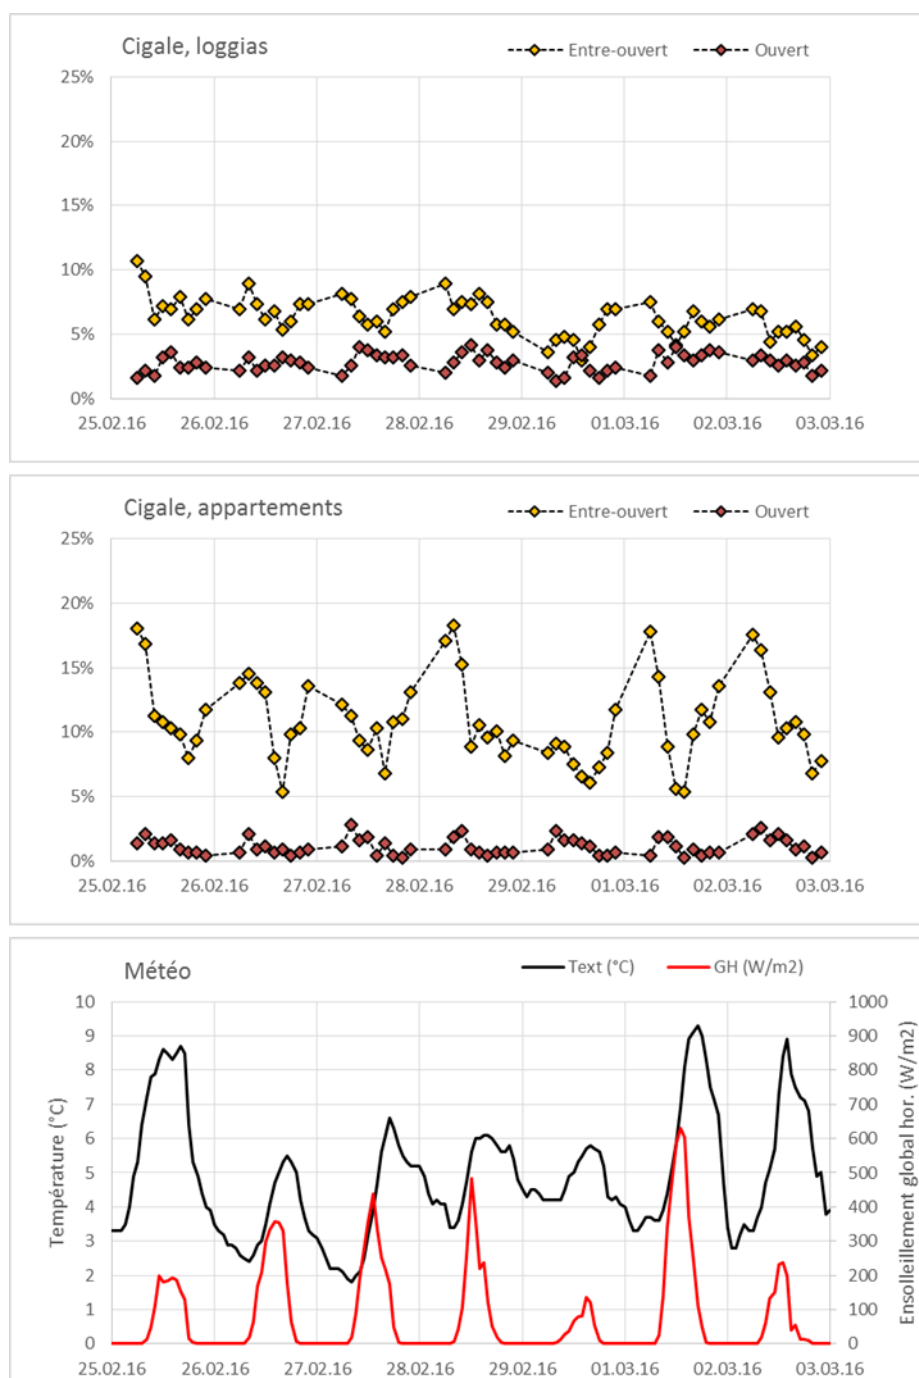 Cigale, loggias
Entre-ouvert
Ouvert
25%
20%
15%
10%
5%
0%
25.02.16 26.02.16 27.02.16 28.02.16 29.02.16 01.03.16 02.03.16 03.03.16
Cigale, appartements
Entre-ouvert
Ouvert
25%
20%
15%
10%
5%
0%
25.02.16 26.02.16 27.02.16 28.02.16 29.02.16 01.03.16 02.03.16 03.03.16
Météo
Text (°C)
GH (W/m2)
10 1000
9 900
8 800
7 700
6 600
5 500
4 400
3 300
2 200
1 100
0 0
Température (°C)
Ensolleillement global hor. (W/m2)
25.02.16 26.02.16 27.02.16 28.02.16 29.02.16 01.03.16 02.03.16 03.03.16